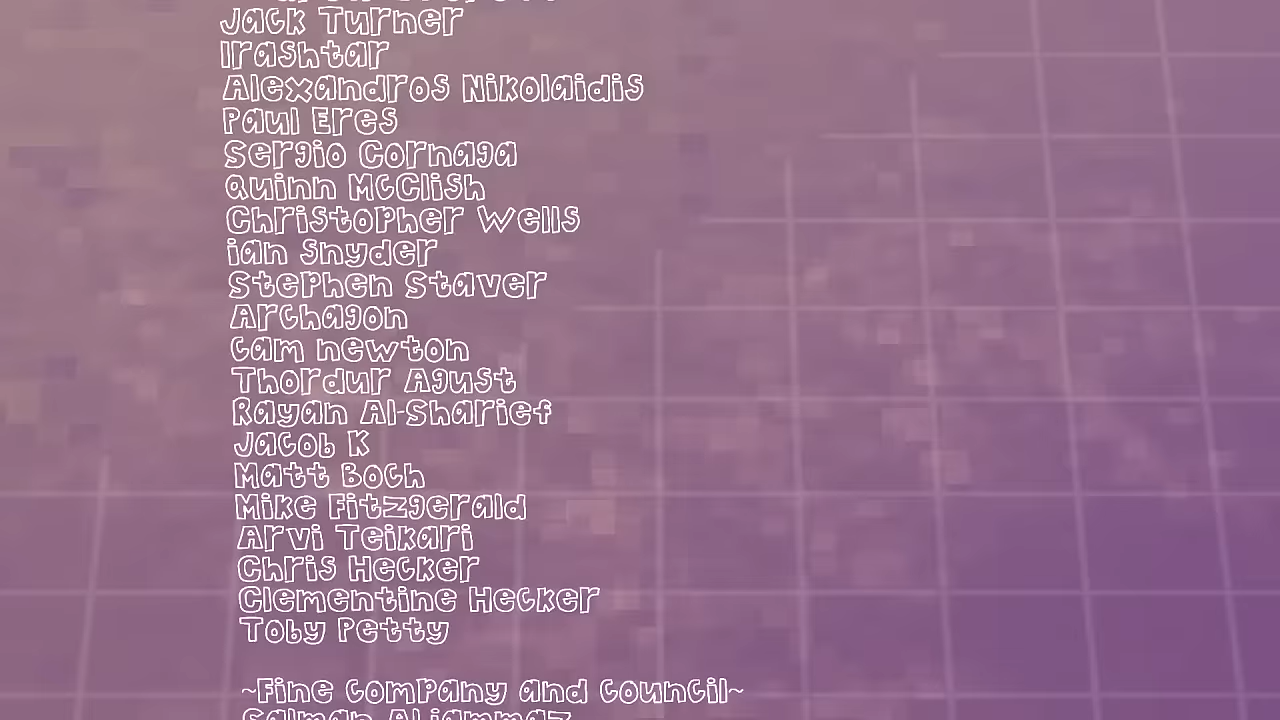 Jack Turner
Irashtar
Alexandros Nikolaidis
Paul Eres
Sergio Cornaga
Quinn McClish
Christopher Wells
ian Snyder
Stephen Staver
Archagon
cam newton
Thordur Agust
Rayan Al-Sharief
Jacob K
Matt Boch
Mike Fitzgerald
Arvi Teikari
Chris Hecker
Clementine Hecker
Toby Petty
~Fine company and council~